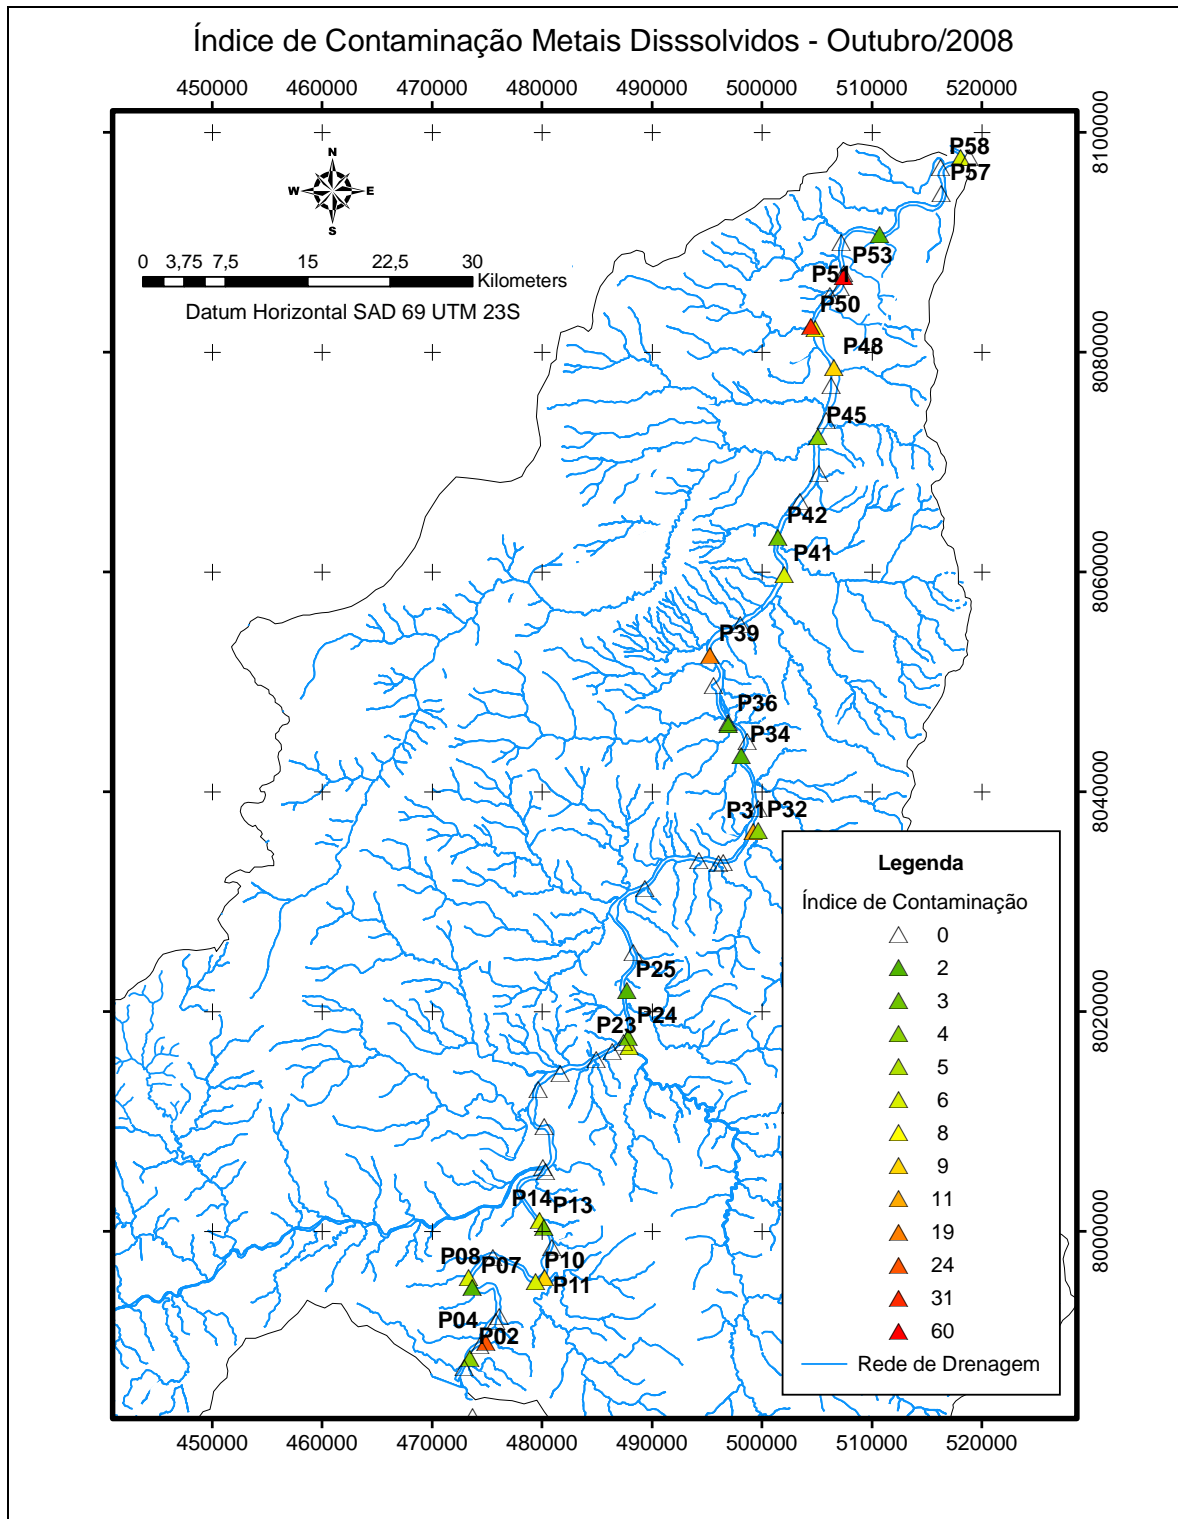 Índice de Contaminação Metais Disssolvidos - Outubro/2008
450000 460000 470000 480000 490000 500000 510000 520000
8100000
8080000
8060000
8040000
8020000
8000000
N
W E
S
0 3,75 7,5 15 22,5 30
Kilometers
Datum Horizontal SAD 69 UTM 23S
P58
P57
P53
P51
P50
P48
P45
P42
P41
P39
P36
P34
P31 P32
P25
P24
P23
P14 P13
P08 P07 P10
P11
P04
P02
Legenda
Índice de Contaminação
0
2
3
4
5
6
8
9
11
19
24
31
60
Rede de Drenagem
450000 460000 470000 480000 490000 500000 510000 520000